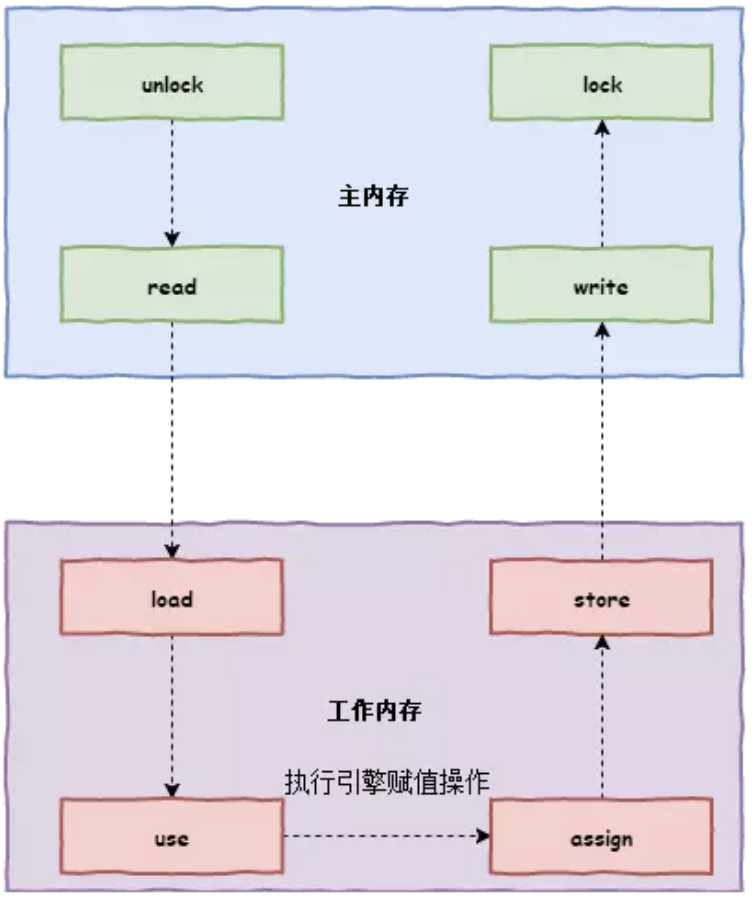 unlock
lock
主内存
read
write
load
store
工作内存
执行引擎赋值操作
use
assign